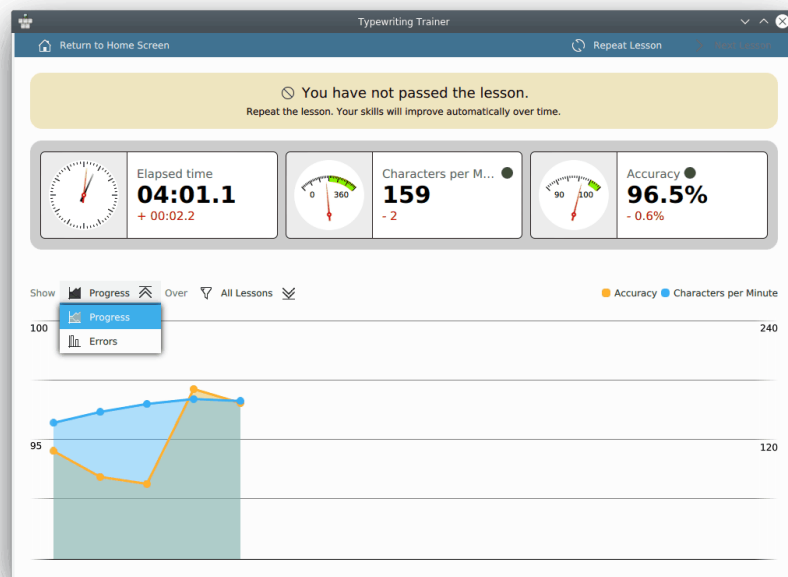 Typewriting Trainer
Return to Home Screen
Repeat Lesson
You have not passed the lesson.
Repeat the lesson. Your skills will improve automatically over time.
Elapsed time
04:01.1
+ 00:02.2
0 360
Characters per M...
159
- 2
90 100
Accuracy
96.5%
- 0.6%
Show Progress Over All Lessons
Accuracy Characters per Minute
Progress
Errors
100
240
95
120